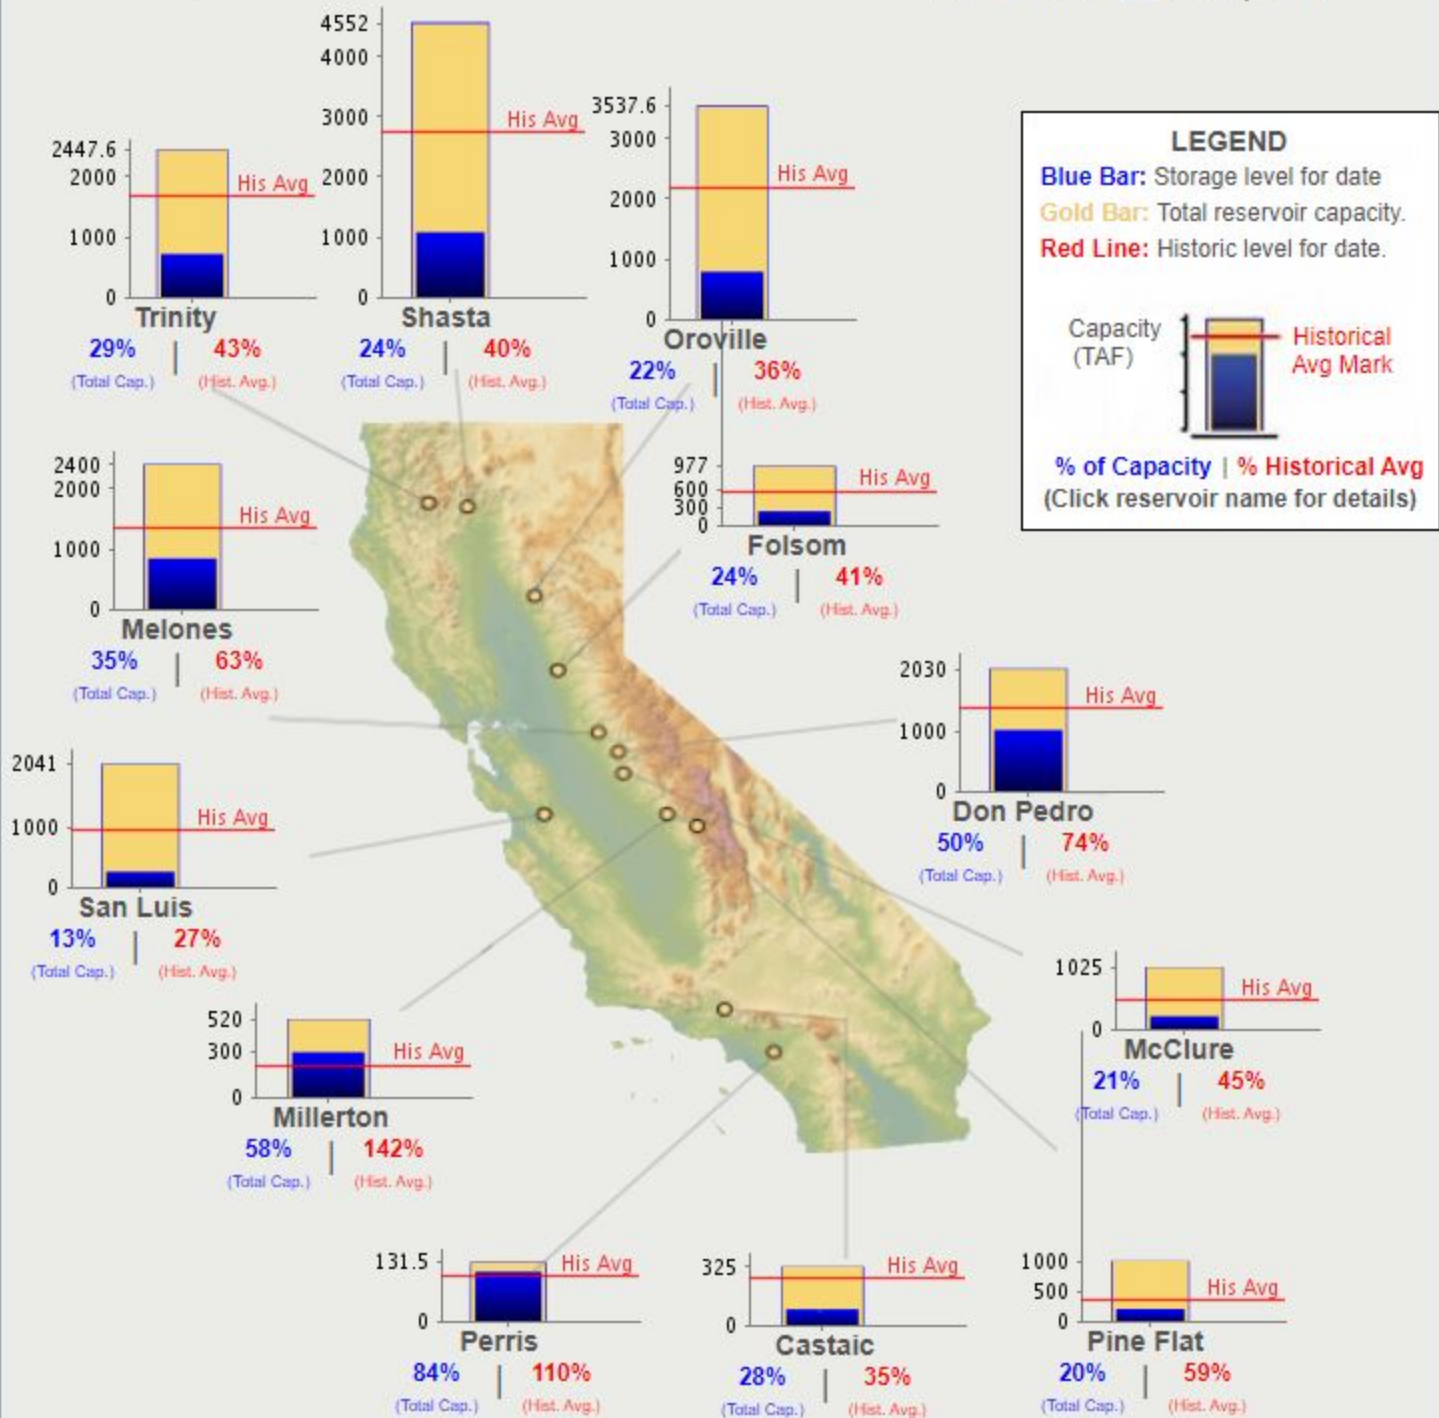 4552
4000
3000
2000
1000
0
His Avg
Shasta
24% | 40%
(Total Cap.) (Hist. Avg.)
2447.6
2000
1000
0
His Avg
Trinity
29% | 43%
(Total Cap.) (Hist. Avg.)
3537.6
3000
2000
1000
0
His Avg
Oroville
22% | 36%
(Total Cap.) (Hist. Avg.)
LEGEND
Blue Bar: Storage level for date
Gold Bar: Total reservoir capacity.
Red Line: Historic level for date.
Capacity
(TAF)
Historical
Avg Mark
% of Capacity | % Historical Avg
(Click reservoir name for details)
2400
2000
1000
0
His Avg
Melones
35% | 63%
(Total Cap.) (Hist. Avg.)
977
600
300
0
His Avg
Folsom
24% | 41%
(Total Cap.) (Hist. Avg.)
2030
1000
0
His Avg
Don Pedro
50% | 74%
(Total Cap.) (Hist. Avg.)
2041
1000
0
His Avg
San Luis
13% | 27%
(Total Cap.) (Hist. Avg.)
1025
0
His Avg
McClure
21% | 45%
(Total Cap.) (Hist. Avg.)
520
300
0
His Avg
Millerton
58% | 142%
(Total Cap.) (Hist. Avg.)
131.5
0
His Avg
Perris
84% | 110%
(Total Cap.) (Hist. Avg.)
325
0
His Avg
Castaic
28% | 35%
(Total Cap.) (Hist. Avg.)
1000
500
0
His Avg
Pine Flat
20% | 59%
(Total Cap.) (Hist. Avg.)